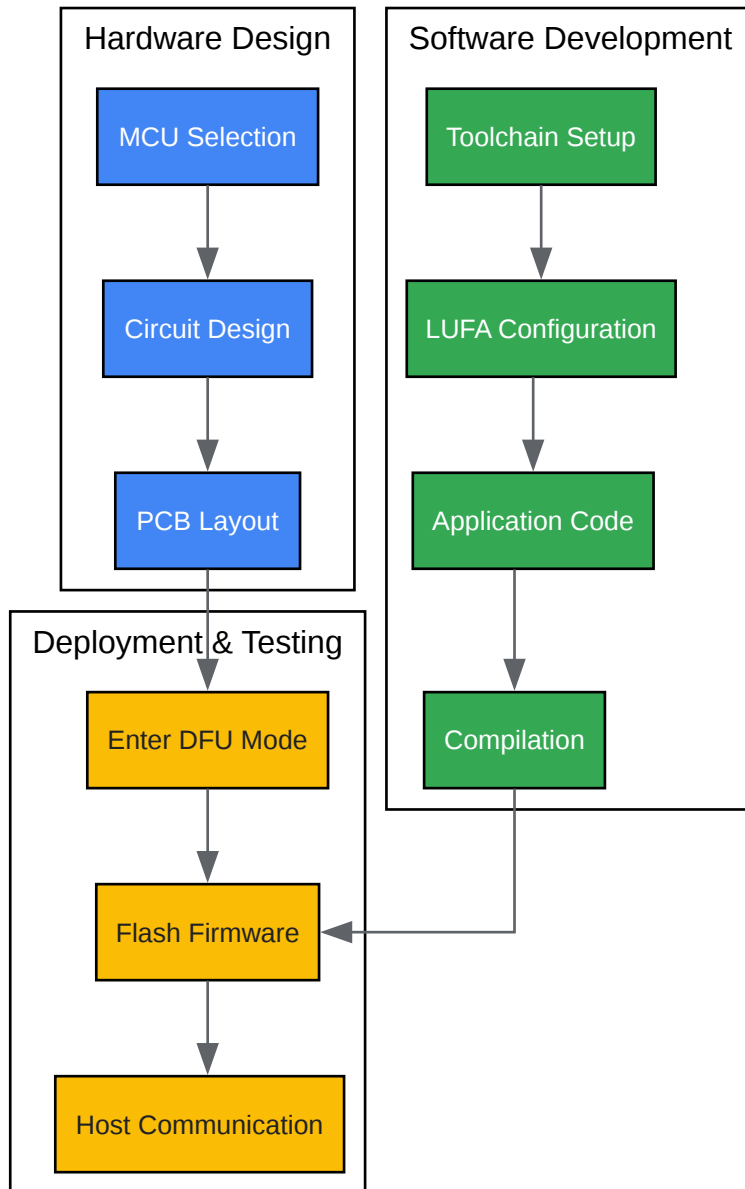 Hardware Design
MCU Selection
Circuit Design
PCB Layout
Software Development
Toolchain Setup
LUFA Configuration
Application Code
Compilation
Deployment & Testing
Enter DFU Mode
Flash Firmware
Host Communication